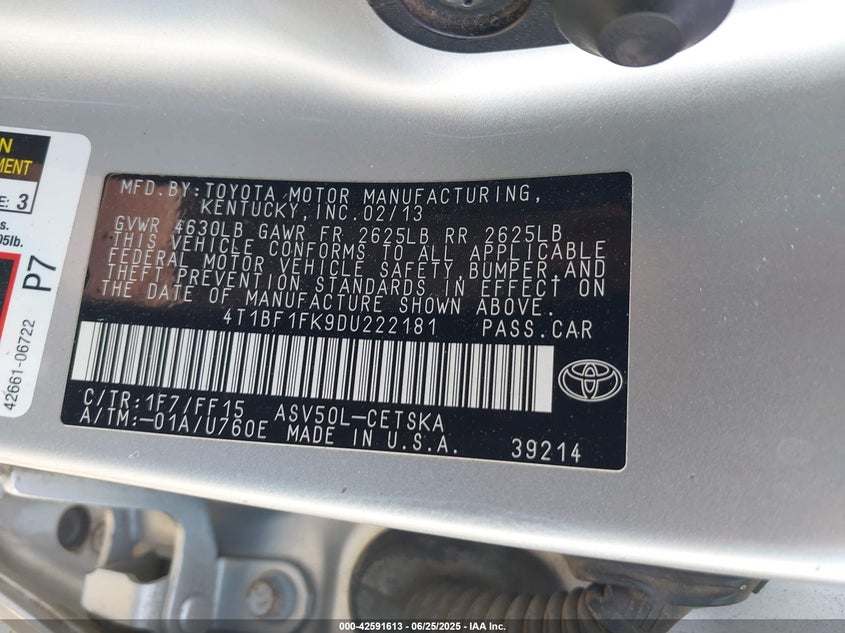 N
MENT
E: 3
s.
05lb.
P7
42661-06722
MFD.BY:TOYOTA MOTOR MANUFACTURING,
KENTUCKY, INC. 02/13
GVWR 4630LB GAWR FR 2625LB RR 2625LB
THIS VEHICLE CONFORMS TO ALL APPLICABLE
FEDERAL MOTOR VEHICLE SAFETY, BUMPER, AND
THEFT PREVENTION STANDARDS IN EFFECT ON
THE DATE OF MANUFACTURE SHOWN ABOVE.
4T1BF1FK9DU222181 PASS.CAR
C/TR:1F7/FF15 ASV50L-CETSKA
A/TM:-01A/U760E MADE IN U.S.A. 39214
000-42591613 - 06/25/2025 - IAA Inc.